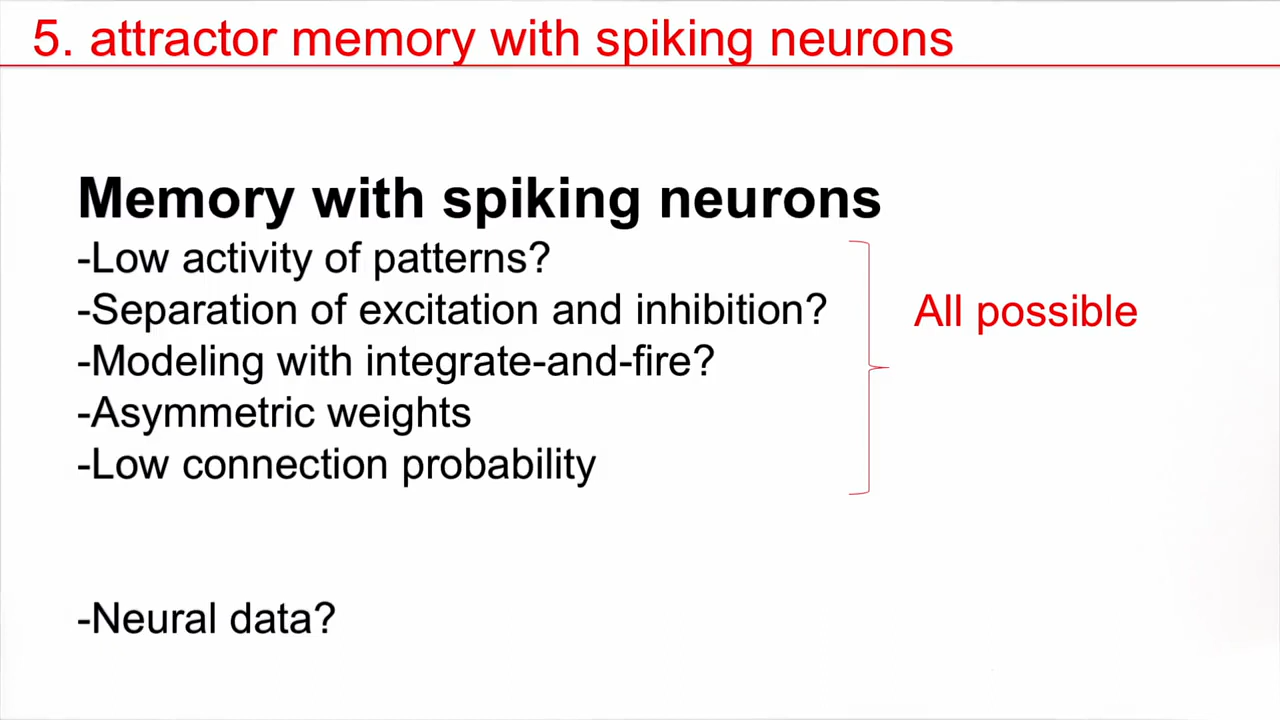 5. attractor memory with spiking neurons
Memory with spiking neurons
-Low activity of patterns?
-Separation of excitation and inhibition?
-Modeling with integrate-and-fire?
-Asymmetric weights
-Low connection probability
All possible
-Neural data?